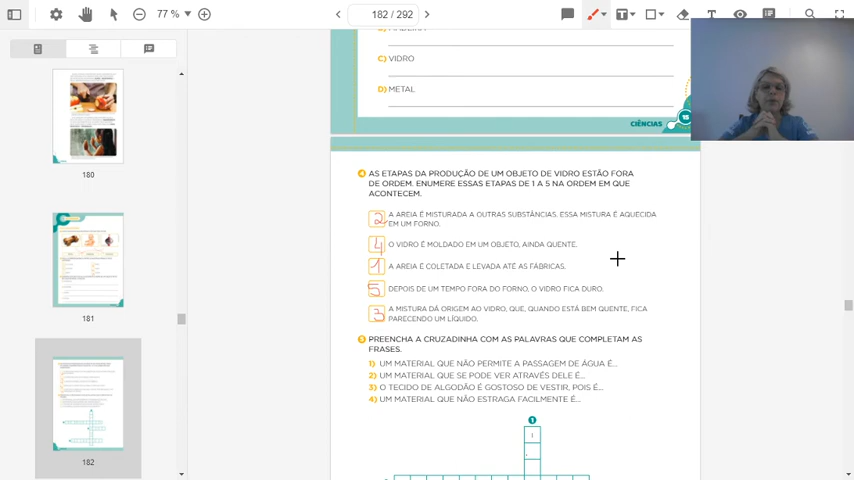 77 %
182 / 292
C) VIDRO
D) METAL
CIÊNCIAS
15
4 AS ETAPAS DA PRODUÇÃO DE UM OBJETO DE VIDRO ESTÃO FORA
DE ORDEM. ENUMERE ESSAS ETAPAS DE 1 A 5 NA ORDEM EM QUE
ACONTECEM.
2 A AREIA É MISTURADA A OUTRAS SUBSTÂNCIAS. ESSA MISTURA É AQUECIDA
EM UM FORNO.
4 O VIDRO É MOLDADO EM UM OBJETO, AINDA QUENTE.
1 A AREIA É COLETADA E LEVADA ATÉ AS FÁBRICAS.
5 DEPOIS DE UM TEMPO FORA DO FORNO, O VIDRO FICA DURO.
3 A MISTURA DÁ ORIGEM AO VIDRO, QUE, QUANDO ESTÁ BEM QUENTE, FICA
PARECENDO UM LÍQUIDO.
5 PREENCHA A CRUZADINHA COM AS PALAVRAS QUE COMPLETAM AS
FRASES.
1) UM MATERIAL QUE NÃO PERMITE A PASSAGEM DE ÁGUA É...
2) UM MATERIAL QUE SE PODE VER ATRAVÉS DELE É...
3) O TECIDO DE ALGODÃO É GOSTOSO DE VESTIR, POIS É...
4) UM MATERIAL QUE NÃO ESTRAGA FACILMENTE É...
1
I
180
181
182